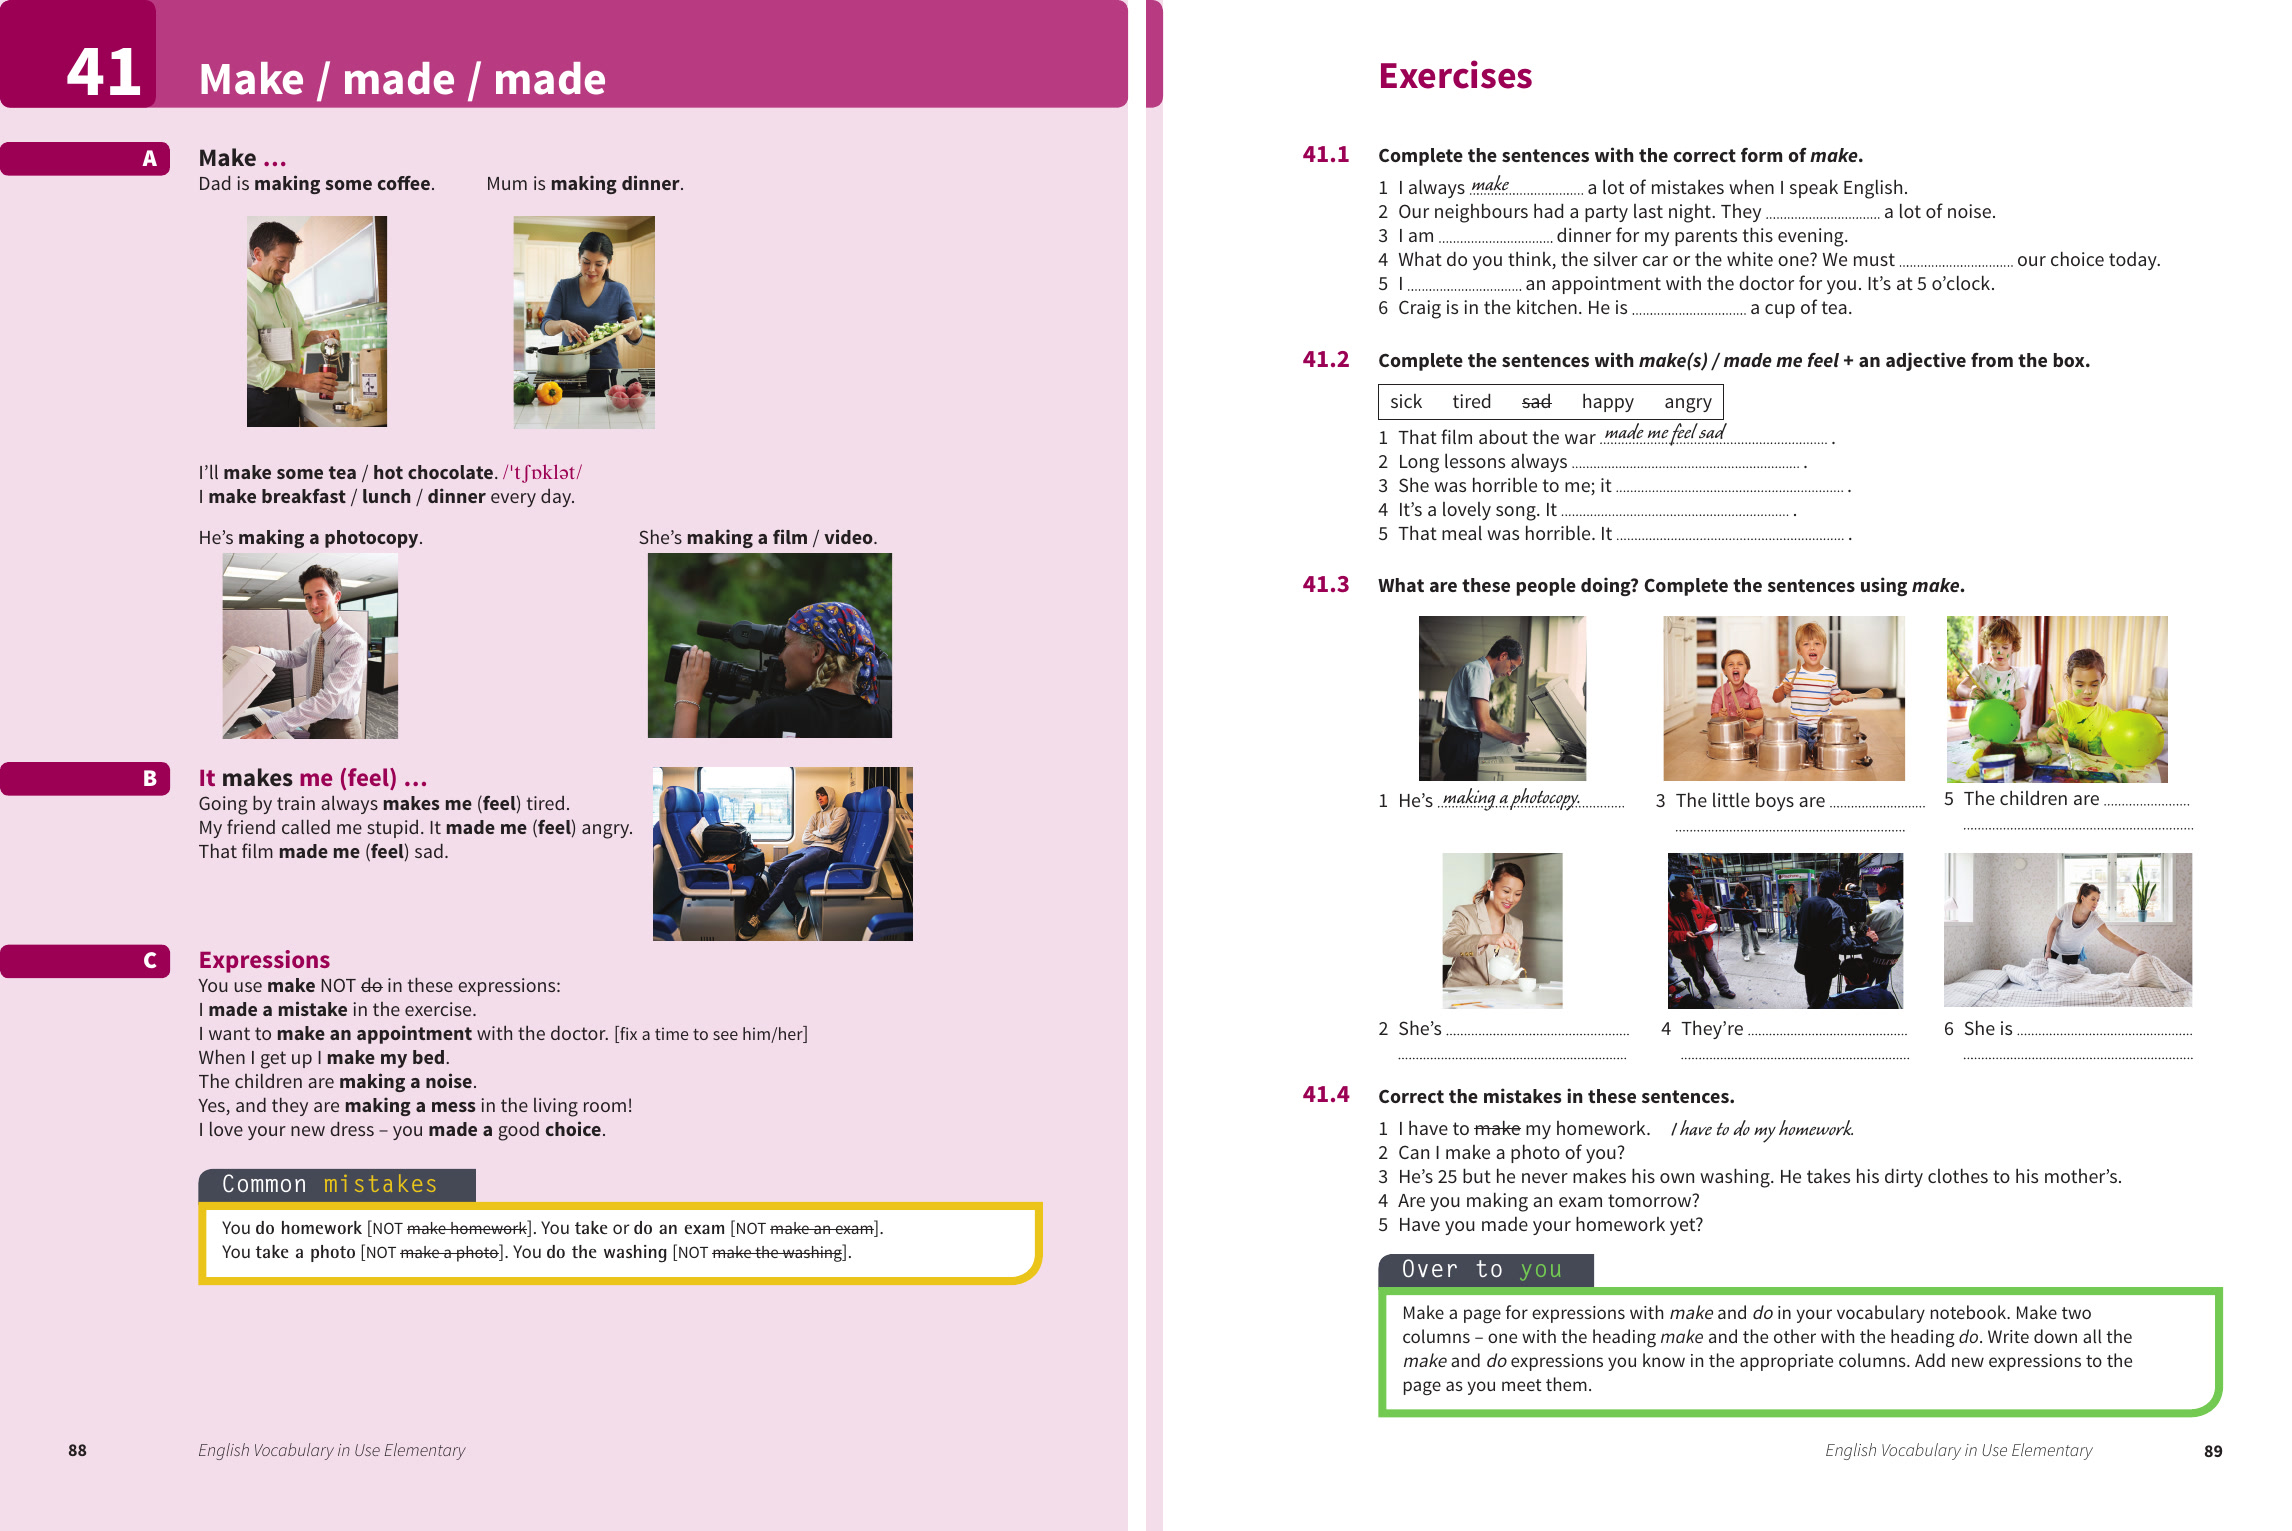 41
Make / made / made
A
Make ...
Dad is making some coffee. Mum is making dinner.
I'll make some tea / hot chocolate. /ˈtʃɒklət/
I make breakfast / lunch / dinner every day.
He's making a photocopy. She's making a film / video.
B
It makes me (feel) ...
Going by train always makes me (feel) tired.
My friend called me stupid. It made me (feel) angry.
That film made me (feel) sad.
C
Expressions
You use make NOT do in these expressions:
I made a mistake in the exercise.
I want to make an appointment with the doctor. [fix a time to see him/her]
When I get up I make my bed.
The children are making a noise.
Yes, and they are making a mess in the living room!
I love your new dress – you made a good choice.
Common mistakes
You do homework [NOT make homework]. You take or do an exam [NOT make an exam].
You take a photo [NOT make a photo]. You do the washing [NOT make the washing].
88
English Vocabulary in Use Elementary
Exercises
41.1 Complete the sentences with the correct form of make.
1 I always make a lot of mistakes when I speak English.
2 Our neighbours had a party last night. They .............................. a lot of noise.
3 I am .............................. dinner for my parents this evening.
4 What do you think, the silver car or the white one? We must .............................. our choice today.
5 I .............................. an appointment with the doctor for you. It's at 5 o'clock.
6 Craig is in the kitchen. He is .............................. a cup of tea.
41.2 Complete the sentences with make(s) / made me feel + an adjective from the box.
sick tired sad happy angry
1 That film about the war made me feel sad .
2 Long lessons always .............................. .
3 She was horrible to me; it .............................. .
4 It's a lovely song. It .............................. .
5 That meal was horrible. It .............................. .
41.3 What are these people doing? Complete the sentences using make.
1 He's making a photocopy.
3 The little boys are ..............................
5 The children are ..............................
2 She's ..............................
4 They're ..............................
6 She is ..............................
41.4 Correct the mistakes in these sentences.
1 I have to make my homework. I have to do my homework.
2 Can I make a photo of you?
3 He's 25 but he never makes his own washing. He takes his dirty clothes to his mother's.
4 Are you making an exam tomorrow?
5 Have you made your homework yet?
Over to you
Make a page for expressions with make and do in your vocabulary notebook. Make two
columns – one with the heading make and the other with the heading do. Write down all the
make and do expressions you know in the appropriate columns. Add new expressions to the
page as you meet them.
English Vocabulary in Use Elementary
89